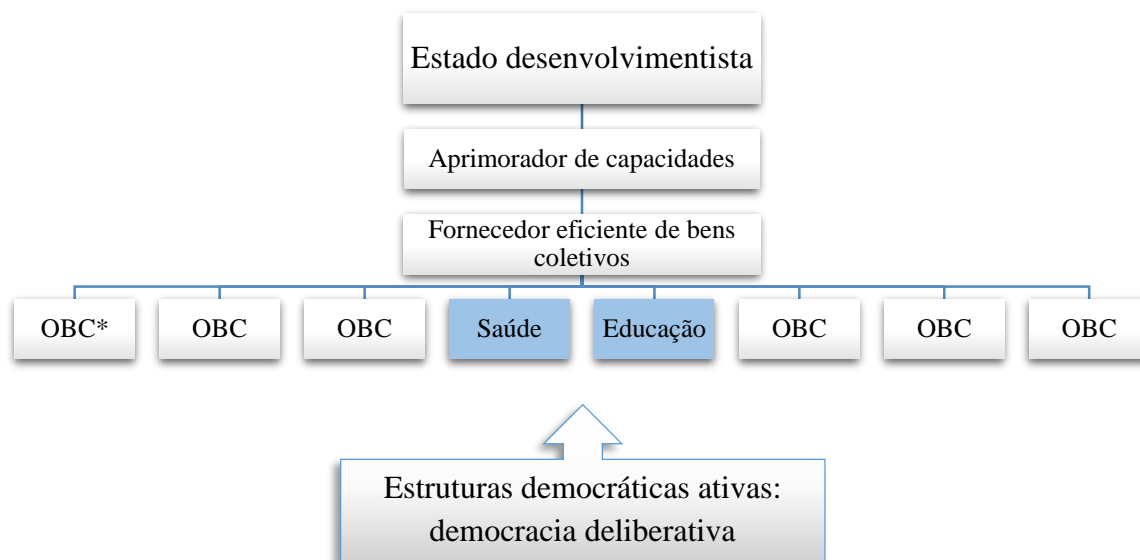 Estado desenvolvimentista
Aprimorador de capacidades
Fornecedor eficiente de bens
coletivos
OBC*
OBC
OBC
Saúde
Educação
OBC
OBC
OBC
Estruturas democráticas ativas:
democracia deliberativa